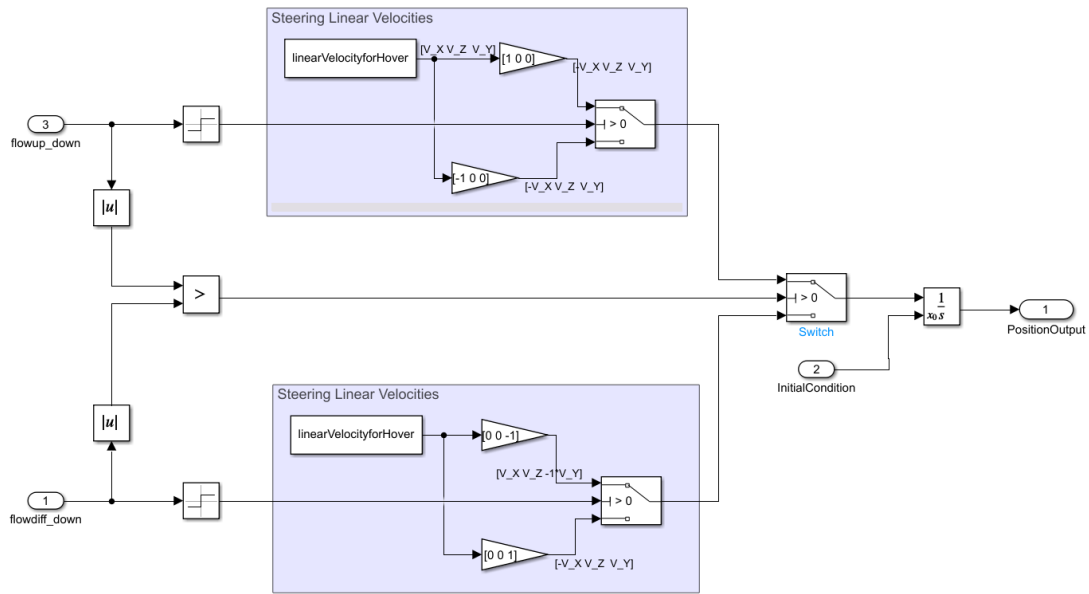 Steering Linear Velocities
linearVelocityforHover
[V_X V_Z V_Y]
[1 0 0]
[-V_X V_Z V_Y]
> 0
3
flowup_down
[-1 0 0]
[-V_X V_Z V_Y]
|u|
>
> 0
Switch
1
x₀ s
1
PositionOutput
2
InitialCondition
Steering Linear Velocities
linearVelocityforHover
[0 0 -1]
[V_X V_Z -1*V_Y]
> 0
|u|
1
flowdiff_down
[0 0 1]
[-V_X V_Z V_Y]